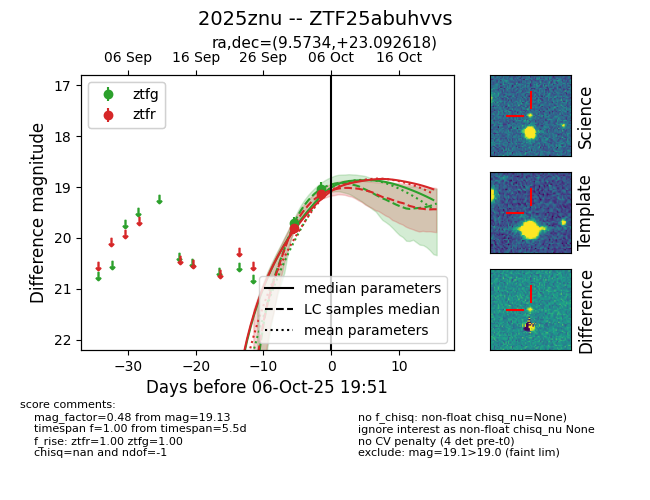 2025znu -- ZTF25abuhvvs
ra,dec=(9.5734,+23.092618)
06 Sep 16 Sep 26 Sep 06 Oct 16 Oct
17
18
19
20
21
22
Difference magnitude
ztfg
ztfr
median parameters
LC samples median
mean parameters
−30 −20 −10 0 10
Days before 06-Oct-25 19:51
Science
Template
Difference
score comments:
mag_factor=0.48 from mag=19.13
timespan f=1.00 from timespan=5.5d
f_rise: ztfr=1.00 ztfg=1.00
chisq=nan and ndof=-1
no f_chisq: non-float chisq_nu=None)
ignore interest as non-float chisq_nu None
no CV penalty (4 det pre-t0)
exclude: mag=19.1>19.0 (faint lim)